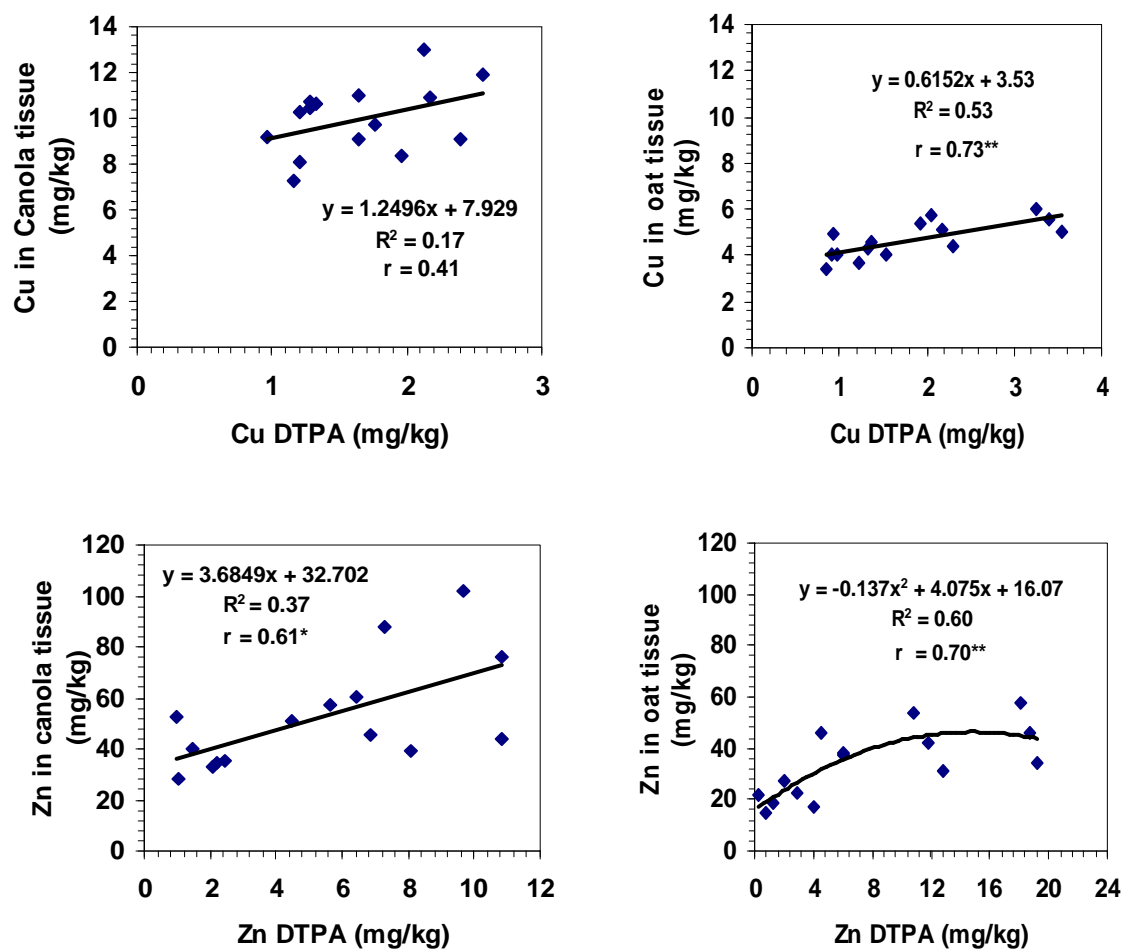 Cu in Canola tissue
(mg/kg)
14
12
10
8
6
4
2
0
y = 1.2496x + 7.929
R² = 0.17
r = 0.41
0 1 2 3
Cu DTPA (mg/kg)
Cu in oat tissue
(mg/kg)
14
12
10
8
6
4
2
0
y = 0.6152x + 3.53
R² = 0.53
r = 0.73**
0 1 2 3 4
Cu DTPA (mg/kg)
Zn in canola tissue
(mg/kg)
120
100
80
60
40
20
0
y = 3.6849x + 32.702
R² = 0.37
r = 0.61*
0 2 4 6 8 10 12
Zn DTPA (mg/kg)
Zn in oat tissue
(mg/kg)
120
100
80
60
40
20
0
y = -0.137x² + 4.075x + 16.07
R² = 0.60
r = 0.70**
0 4 8 12 16 20 24
Zn DTPA (mg/kg)